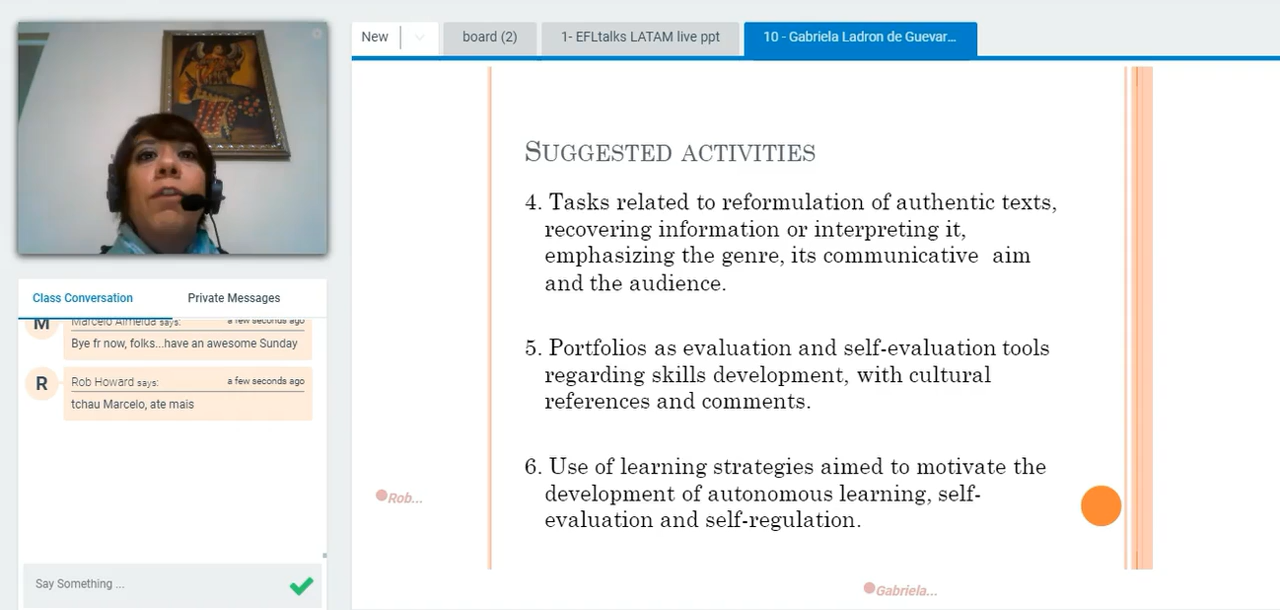 New
board (2)
1- EFLtalks LATAM live ppt
10 - Gabriela Ladron de Guevar...
SUGGESTED ACTIVITIES
4. Tasks related to reformulation of authentic texts,
recovering information or interpreting it,
emphasizing the genre, its communicative aim
and the audience.
5. Portfolios as evaluation and self-evaluation tools
regarding skills development, with cultural
references and comments.
6. Use of learning strategies aimed to motivate the
development of autonomous learning, self-
evaluation and self-regulation.
Rob...
Gabriela...
Class Conversation
Private Messages
M
Marcelo Almeida says:
a few seconds ago
Bye fr now, folks...have an awesome Sunday
R
Rob Howard says:
a few seconds ago
tchau Marcelo, ate mais
Say Something ...